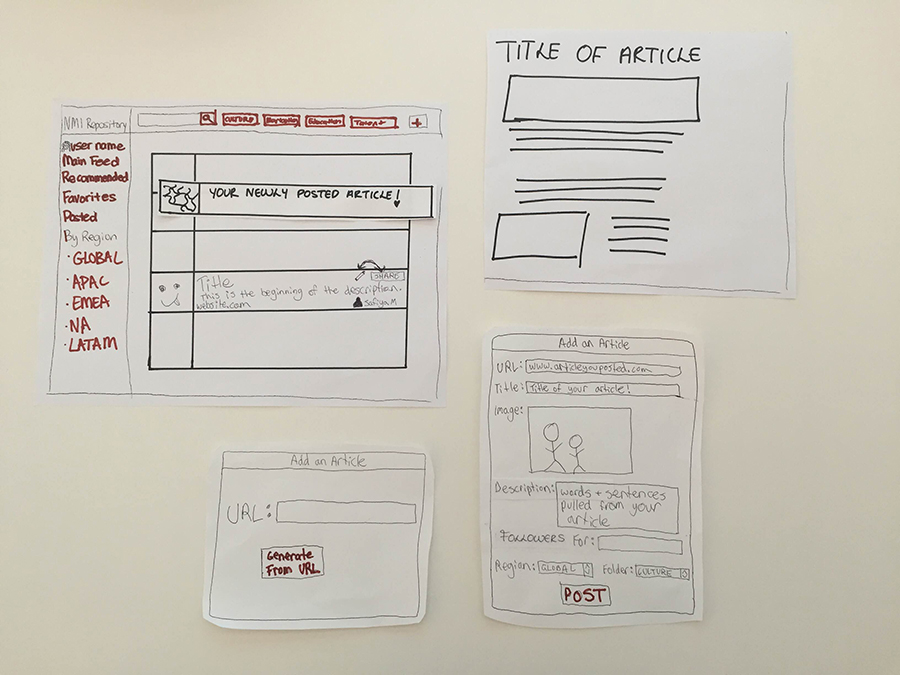 TITLE OF ARTICLE
NMI Repository
CULTURE
Marketing
Education
Talent
+
user name
Main Feed
Recommended
Favorites
Posted
By Region
• GLOBAL
• APAC
• EMEA
• NA
• LATAM
YOUR NEWLY POSTED ARTICLE!
SHARE
Title
This is the beginning of the description.
website.com
Safiya M
Add an Article
URL:
Generate
From URL
Add an Article
URL: www.articleyouposted.com
Title: Title of your article!
Image:
Description: words + sentences
pulled from your
article
FOLLOWERS For:
Region: GLOBAL Folder: CULTURE
POST